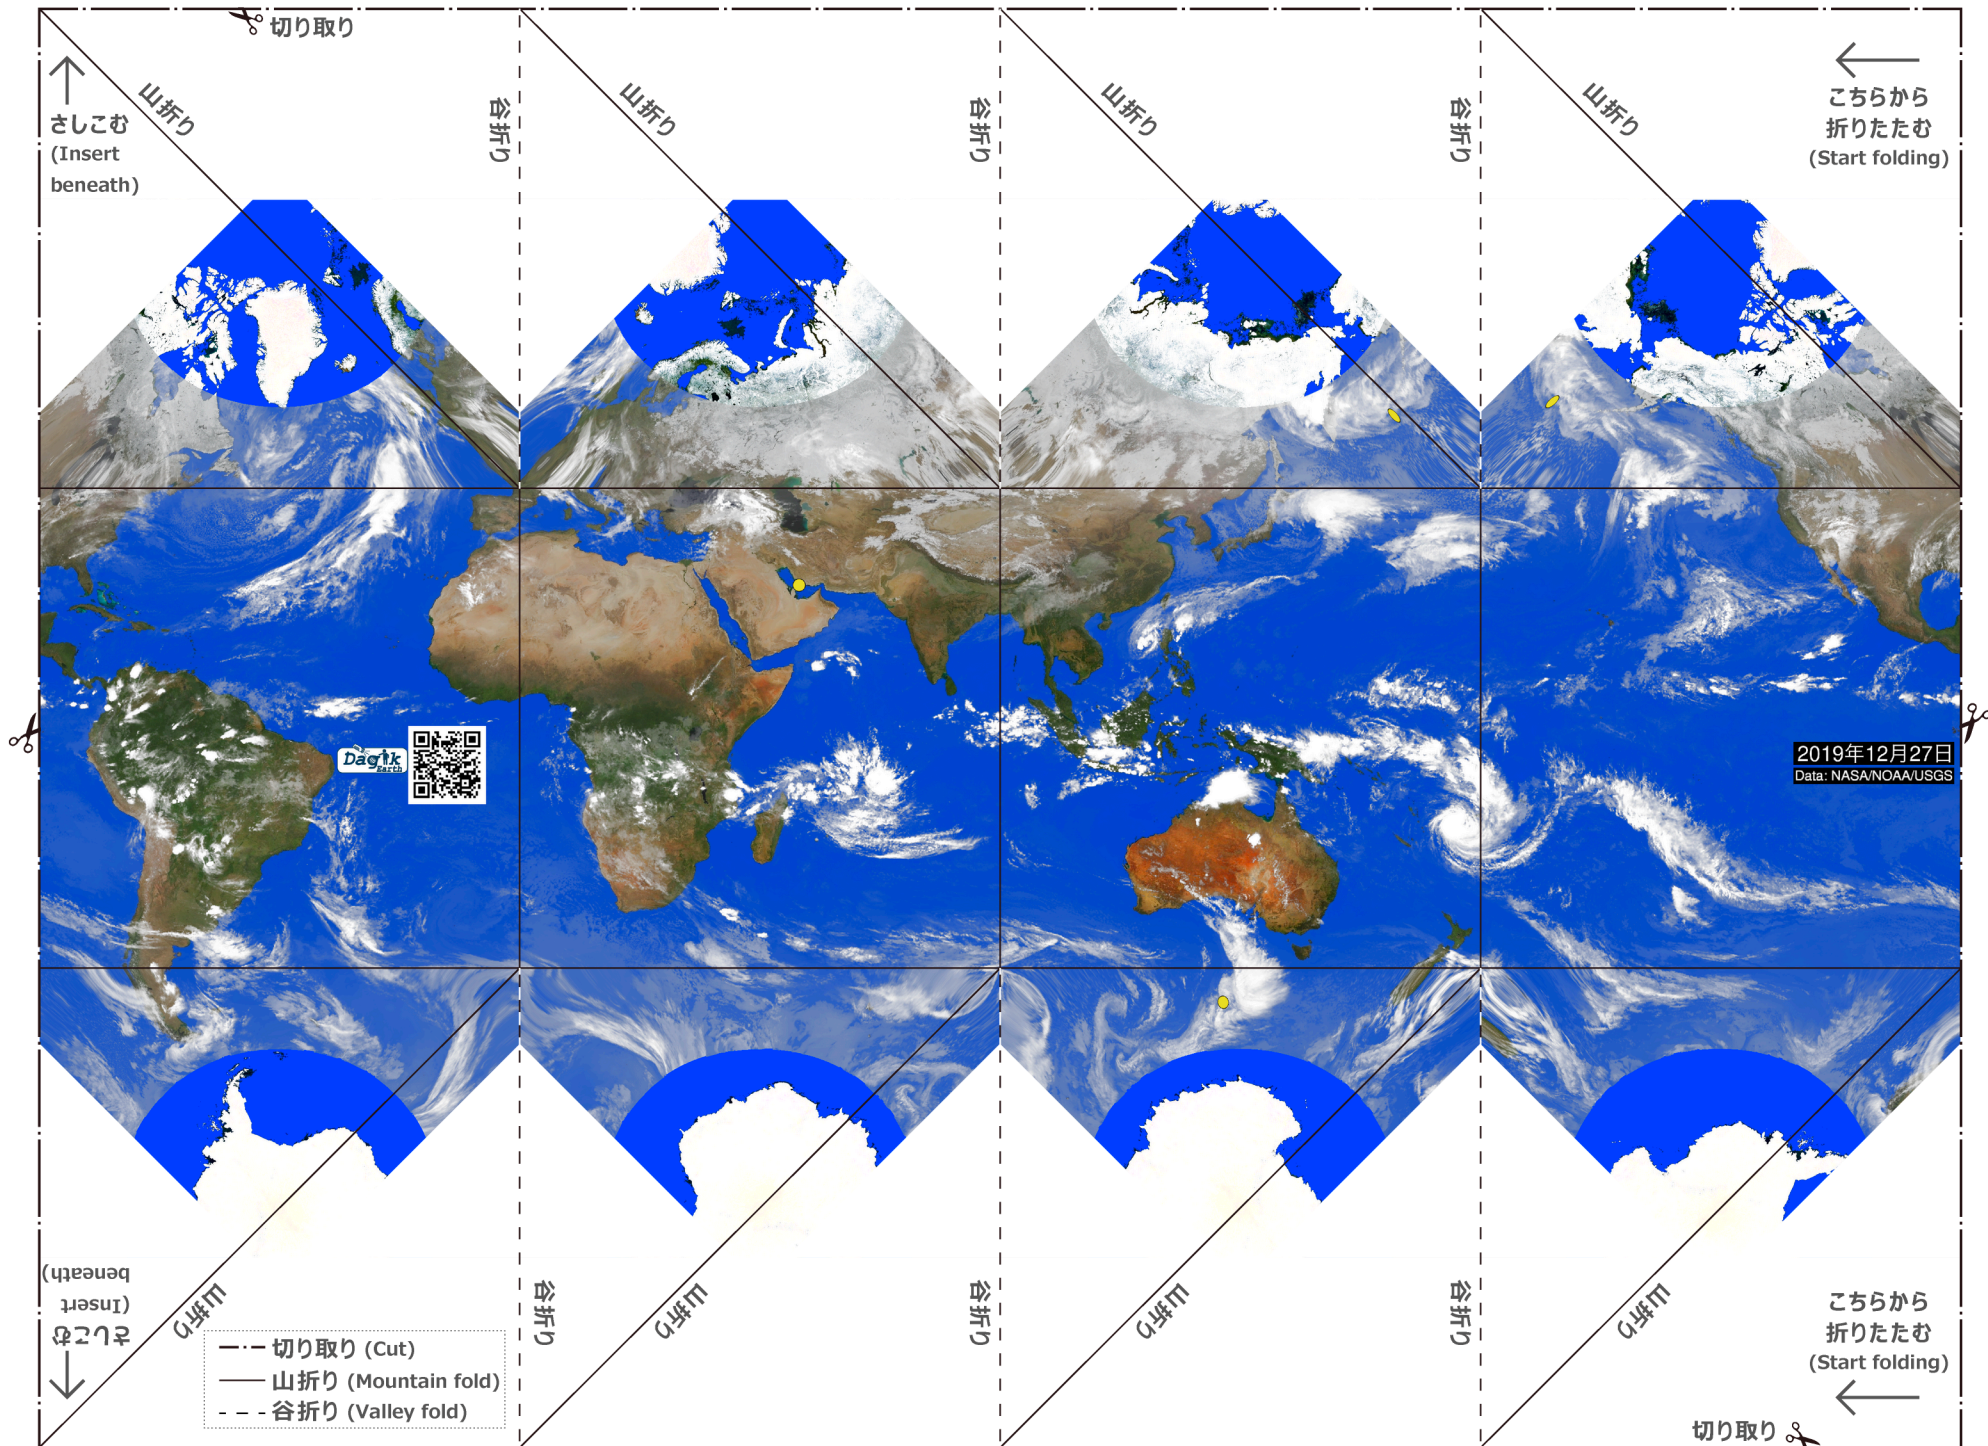 切り取り
さしこむ
(Insert
beneath)
山折り
谷折り
山折り
谷折り
山折り
谷折り
山折り
こちらから
折りたたむ
(Start folding)
Dagik
Earth
2019年12月27日
Data: NASA/NOAA/USGS
さしこむ
(Insert
beneath)
山折り
谷折り
山折り
谷折り
山折り
谷折り
山折り
こちらから
折りたたむ
(Start folding)
切り取り (Cut)
山折り (Mountain fold)
谷折り (Valley fold)
切り取り